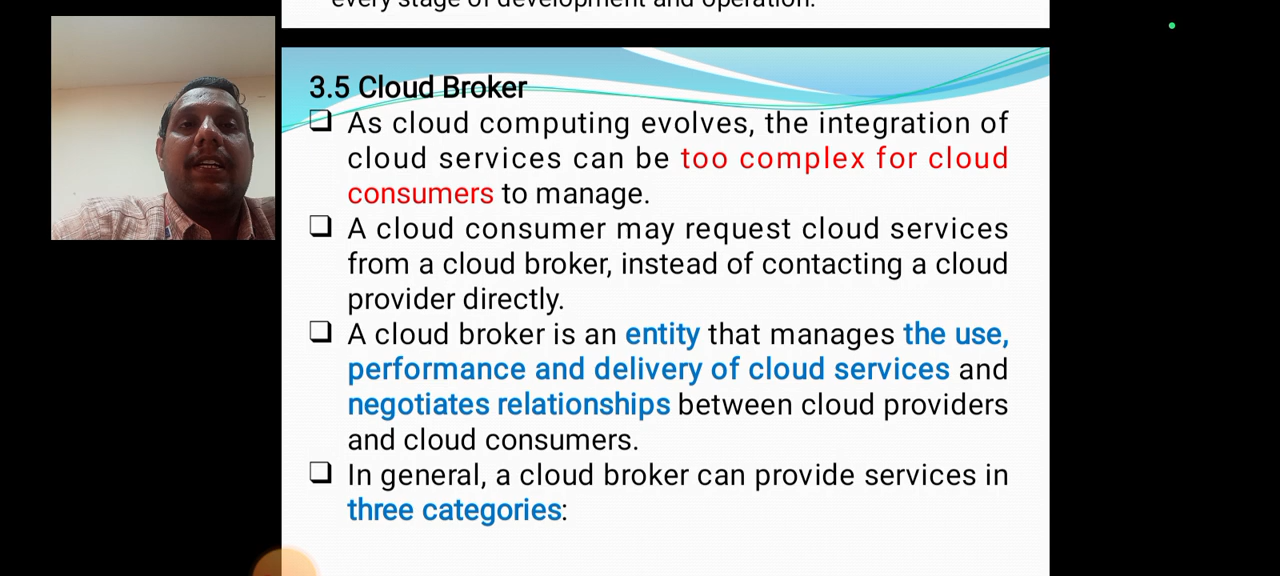 every stage of development and operation.
3.5 Cloud Broker
❑ As cloud computing evolves, the integration of
cloud services can be too complex for cloud
consumers to manage.
❑ A cloud consumer may request cloud services
from a cloud broker, instead of contacting a cloud
provider directly.
❑ A cloud broker is an entity that manages the use,
performance and delivery of cloud services and
negotiates relationships between cloud providers
and cloud consumers.
❑ In general, a cloud broker can provide services in
three categories: